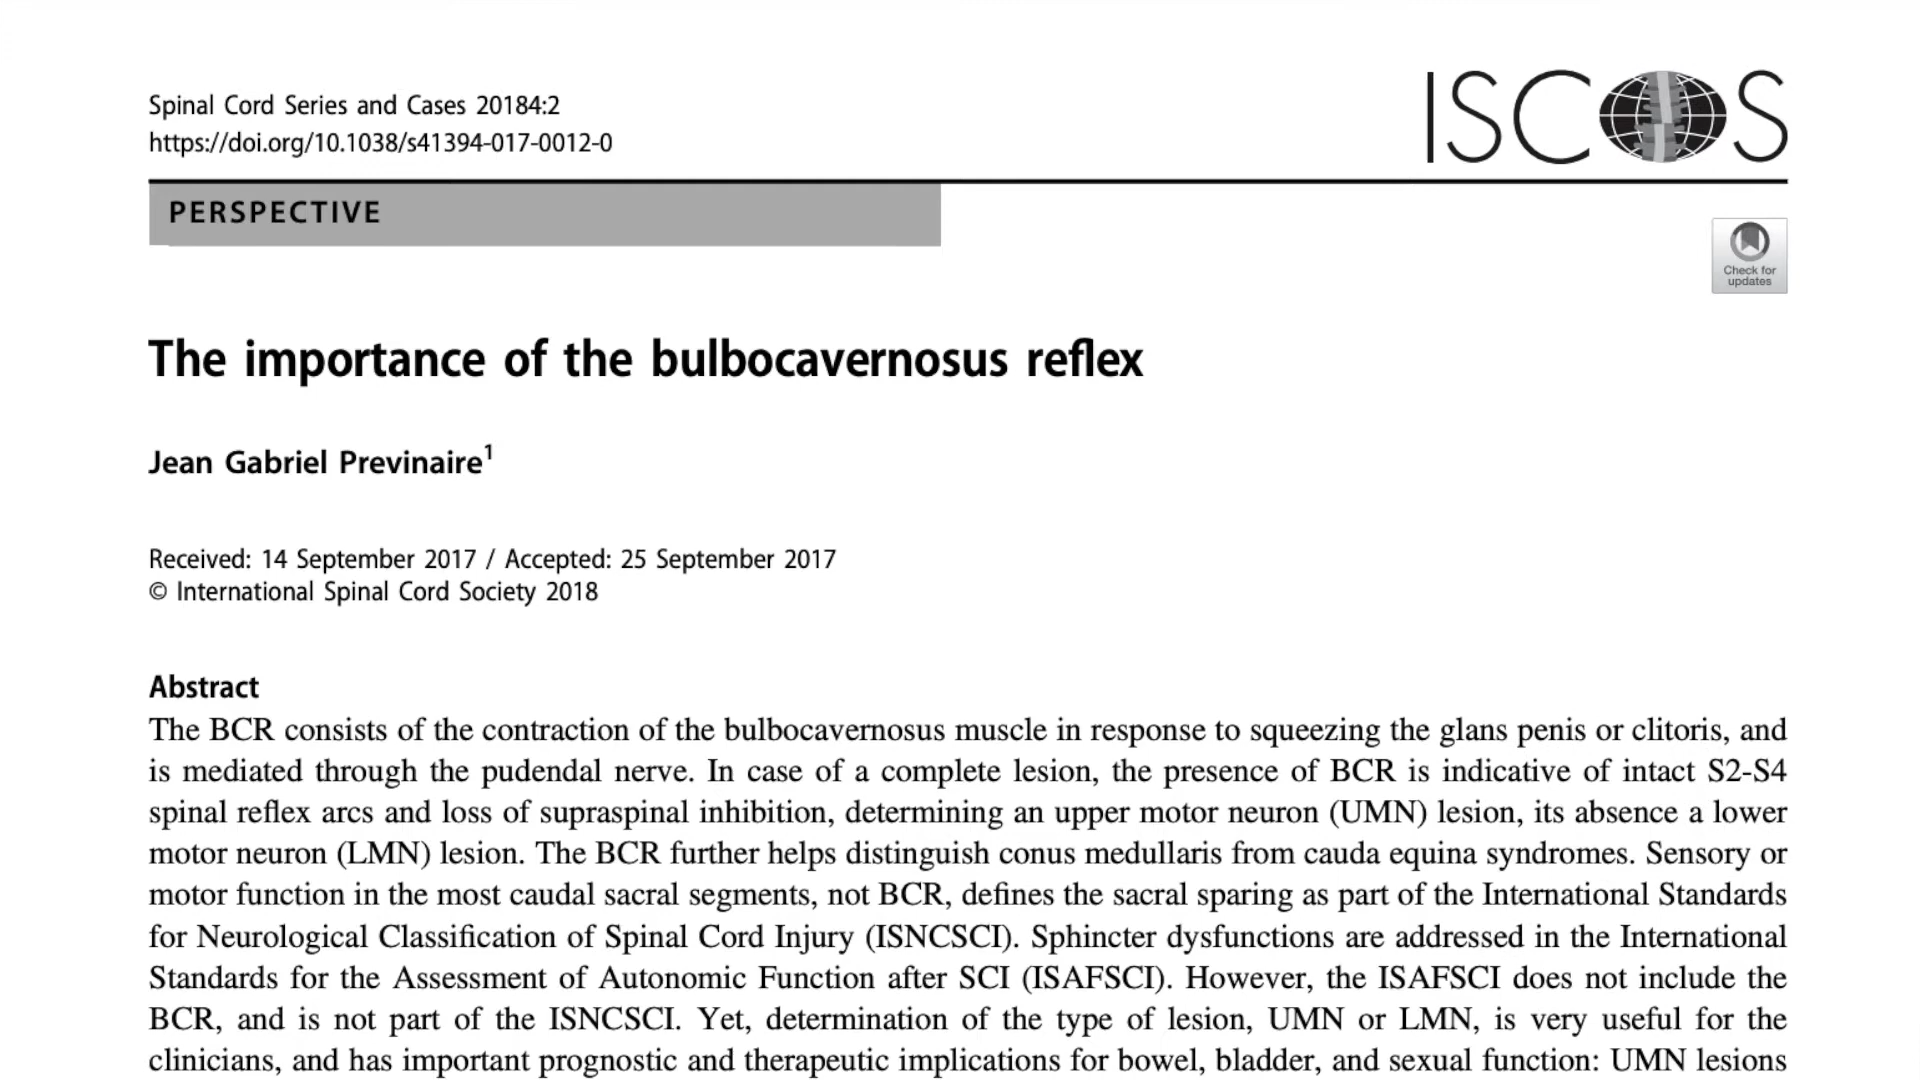 Spinal Cord Series and Cases 20184:2
https://doi.org/10.1038/s41394-017-0012-0
ISCOS
PERSPECTIVE
Check for
updates
The importance of the bulbocavernosus reflex
Jean Gabriel Previnaire1
Received: 14 September 2017 / Accepted: 25 September 2017
© International Spinal Cord Society 2018
Abstract
The BCR consists of the contraction of the bulbocavernosus muscle in response to squeezing the glans penis or clitoris, and
is mediated through the pudendal nerve. In case of a complete lesion, the presence of BCR is indicative of intact S2-S4
spinal reflex arcs and loss of supraspinal inhibition, determining an upper motor neuron (UMN) lesion, its absence a lower
motor neuron (LMN) lesion. The BCR further helps distinguish conus medullaris from cauda equina syndromes. Sensory or
motor function in the most caudal sacral segments, not BCR, defines the sacral sparing as part of the International Standards
for Neurological Classification of Spinal Cord Injury (ISNCSCI). Sphincter dysfunctions are addressed in the International
Standards for the Assessment of Autonomic Function after SCI (ISAFSCI). However, the ISAFSCI does not include the
BCR, and is not part of the ISNCSCI. Yet, determination of the type of lesion, UMN or LMN, is very useful for the
clinicians, and has important prognostic and therapeutic implications for bowel, bladder, and sexual function: UMN lesions